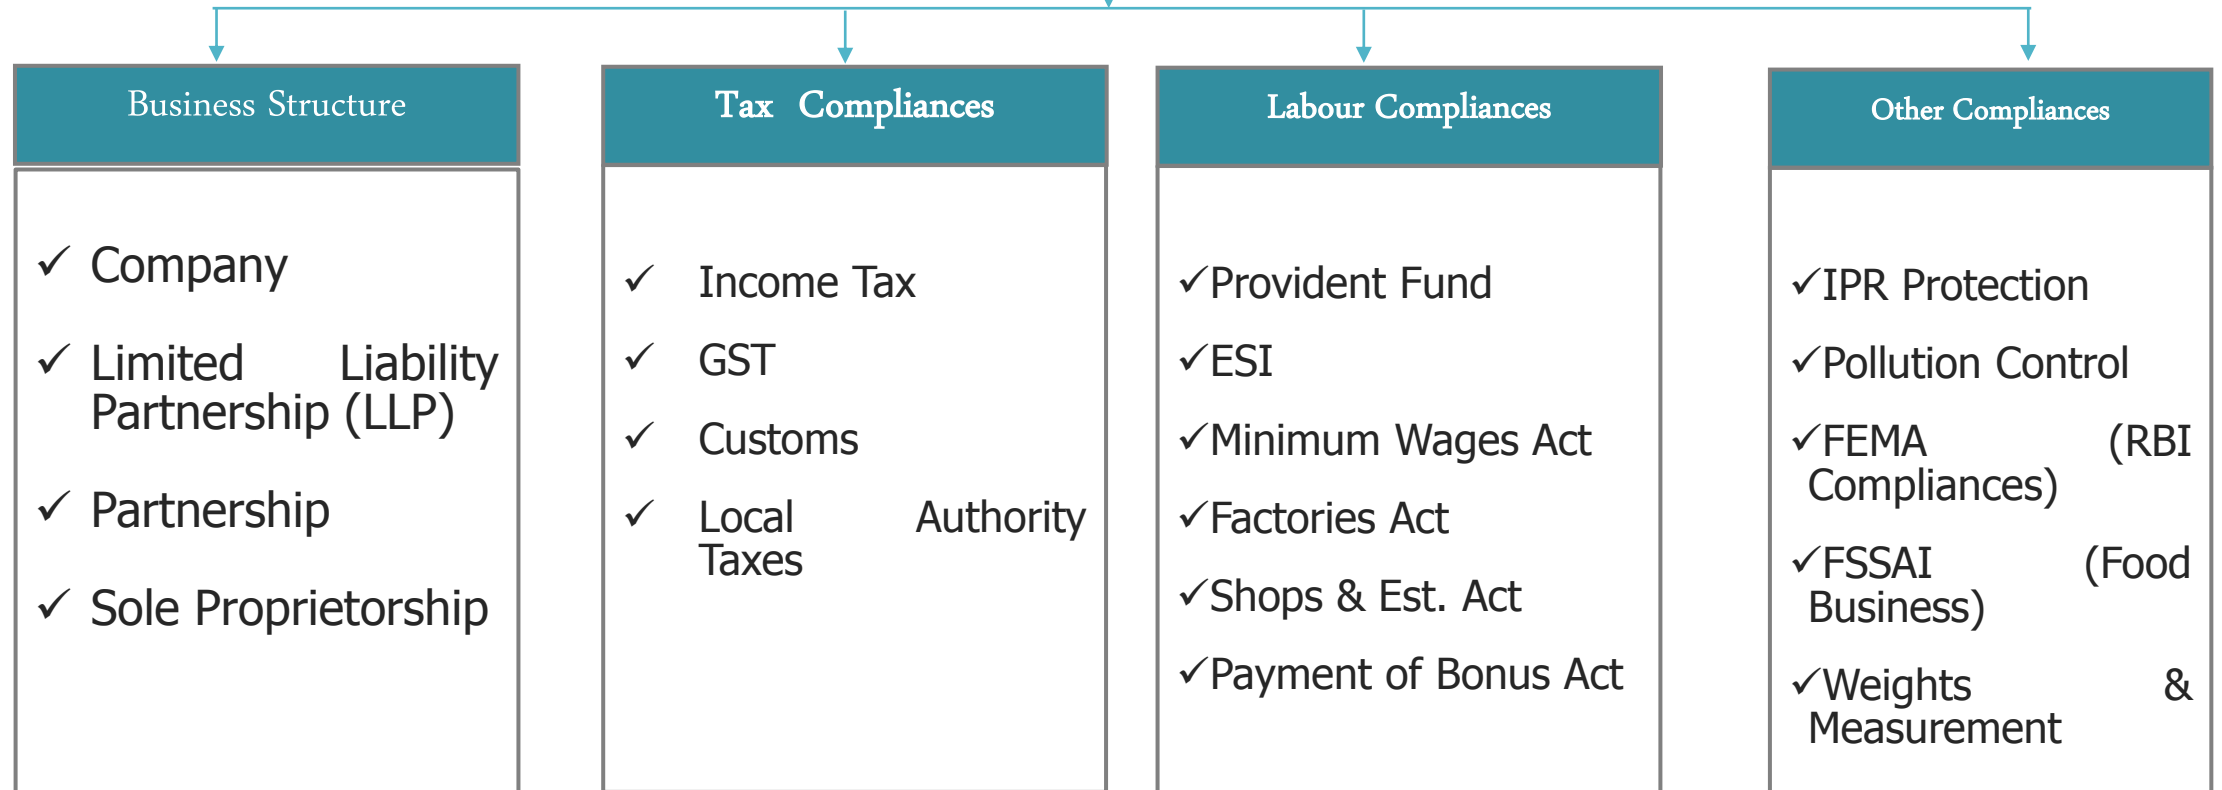 Business Structure
✓ Company
✓ Limited Liability
Partnership (LLP)
✓ Partnership
✓ Sole Proprietorship
Tax Compliances
✓ Income Tax
✓ GST
✓ Customs
✓ Local Authority
Taxes
Labour Compliances
✓Provident Fund
✓ESI
✓Minimum Wages Act
✓Factories Act
✓Shops & Est. Act
✓Payment of Bonus Act
Other Compliances
✓IPR Protection
✓Pollution Control
✓FEMA (RBI
Compliances)
✓FSSAI (Food
Business)
✓Weights &
Measurement